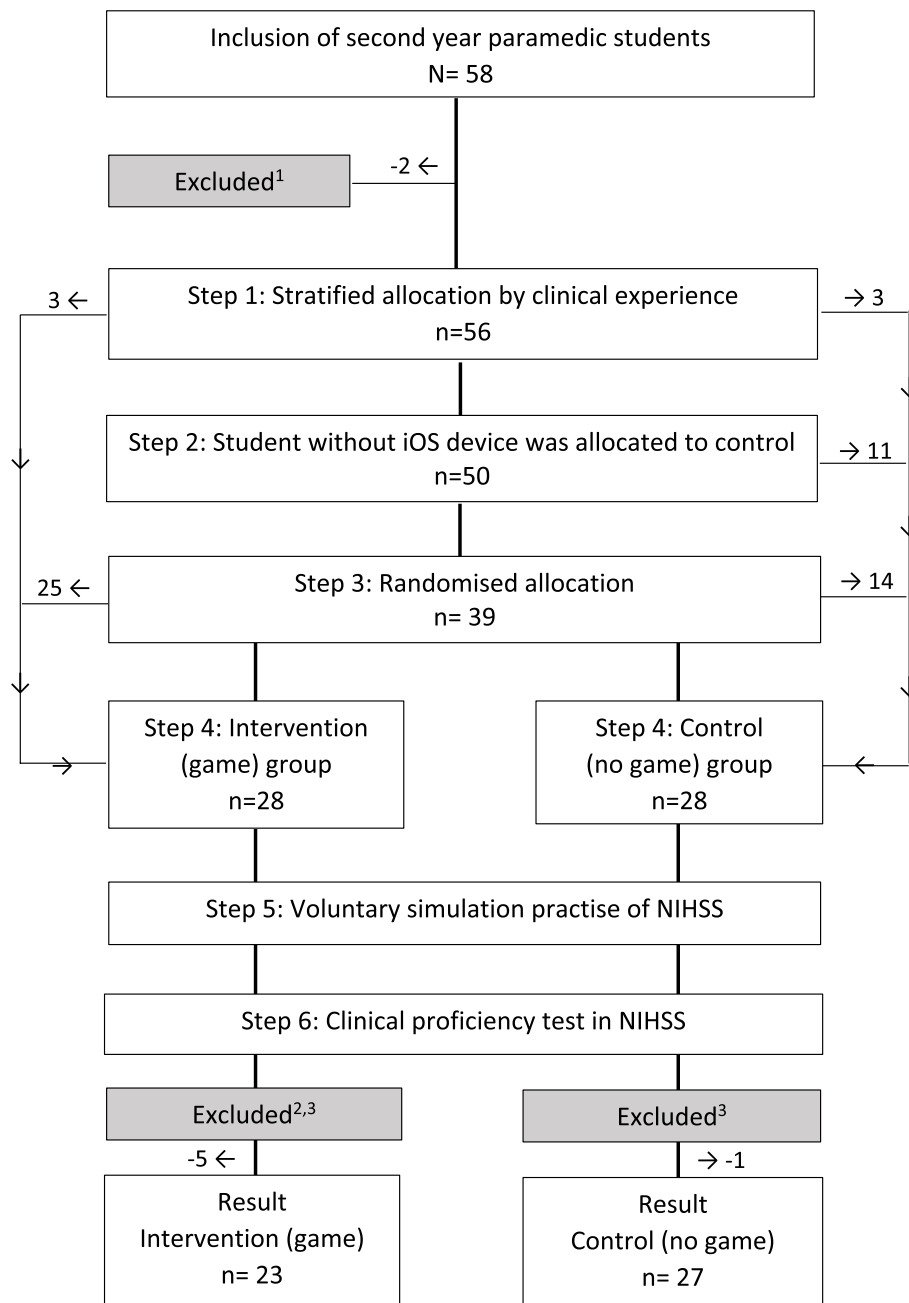 Inclusion of second year paramedic students
N= 58
-2 ←
Excluded¹
3 ←
Step 1: Stratified allocation by clinical experience
n=56
→ 3
Step 2: Student without iOS device was allocated to control
n=50
→ 11
25 ←
Step 3: Randomised allocation
n= 39
→ 14
Step 4: Intervention
(game) group
n=28
Step 4: Control
(no game) group
n=28
Step 5: Voluntary simulation practise of NIHSS
Step 6: Clinical proficiency test in NIHSS
Excluded²,³
Excluded³
-5 ←
→ -1
Result
Intervention (game)
n= 23
Result
Control (no game)
n= 27